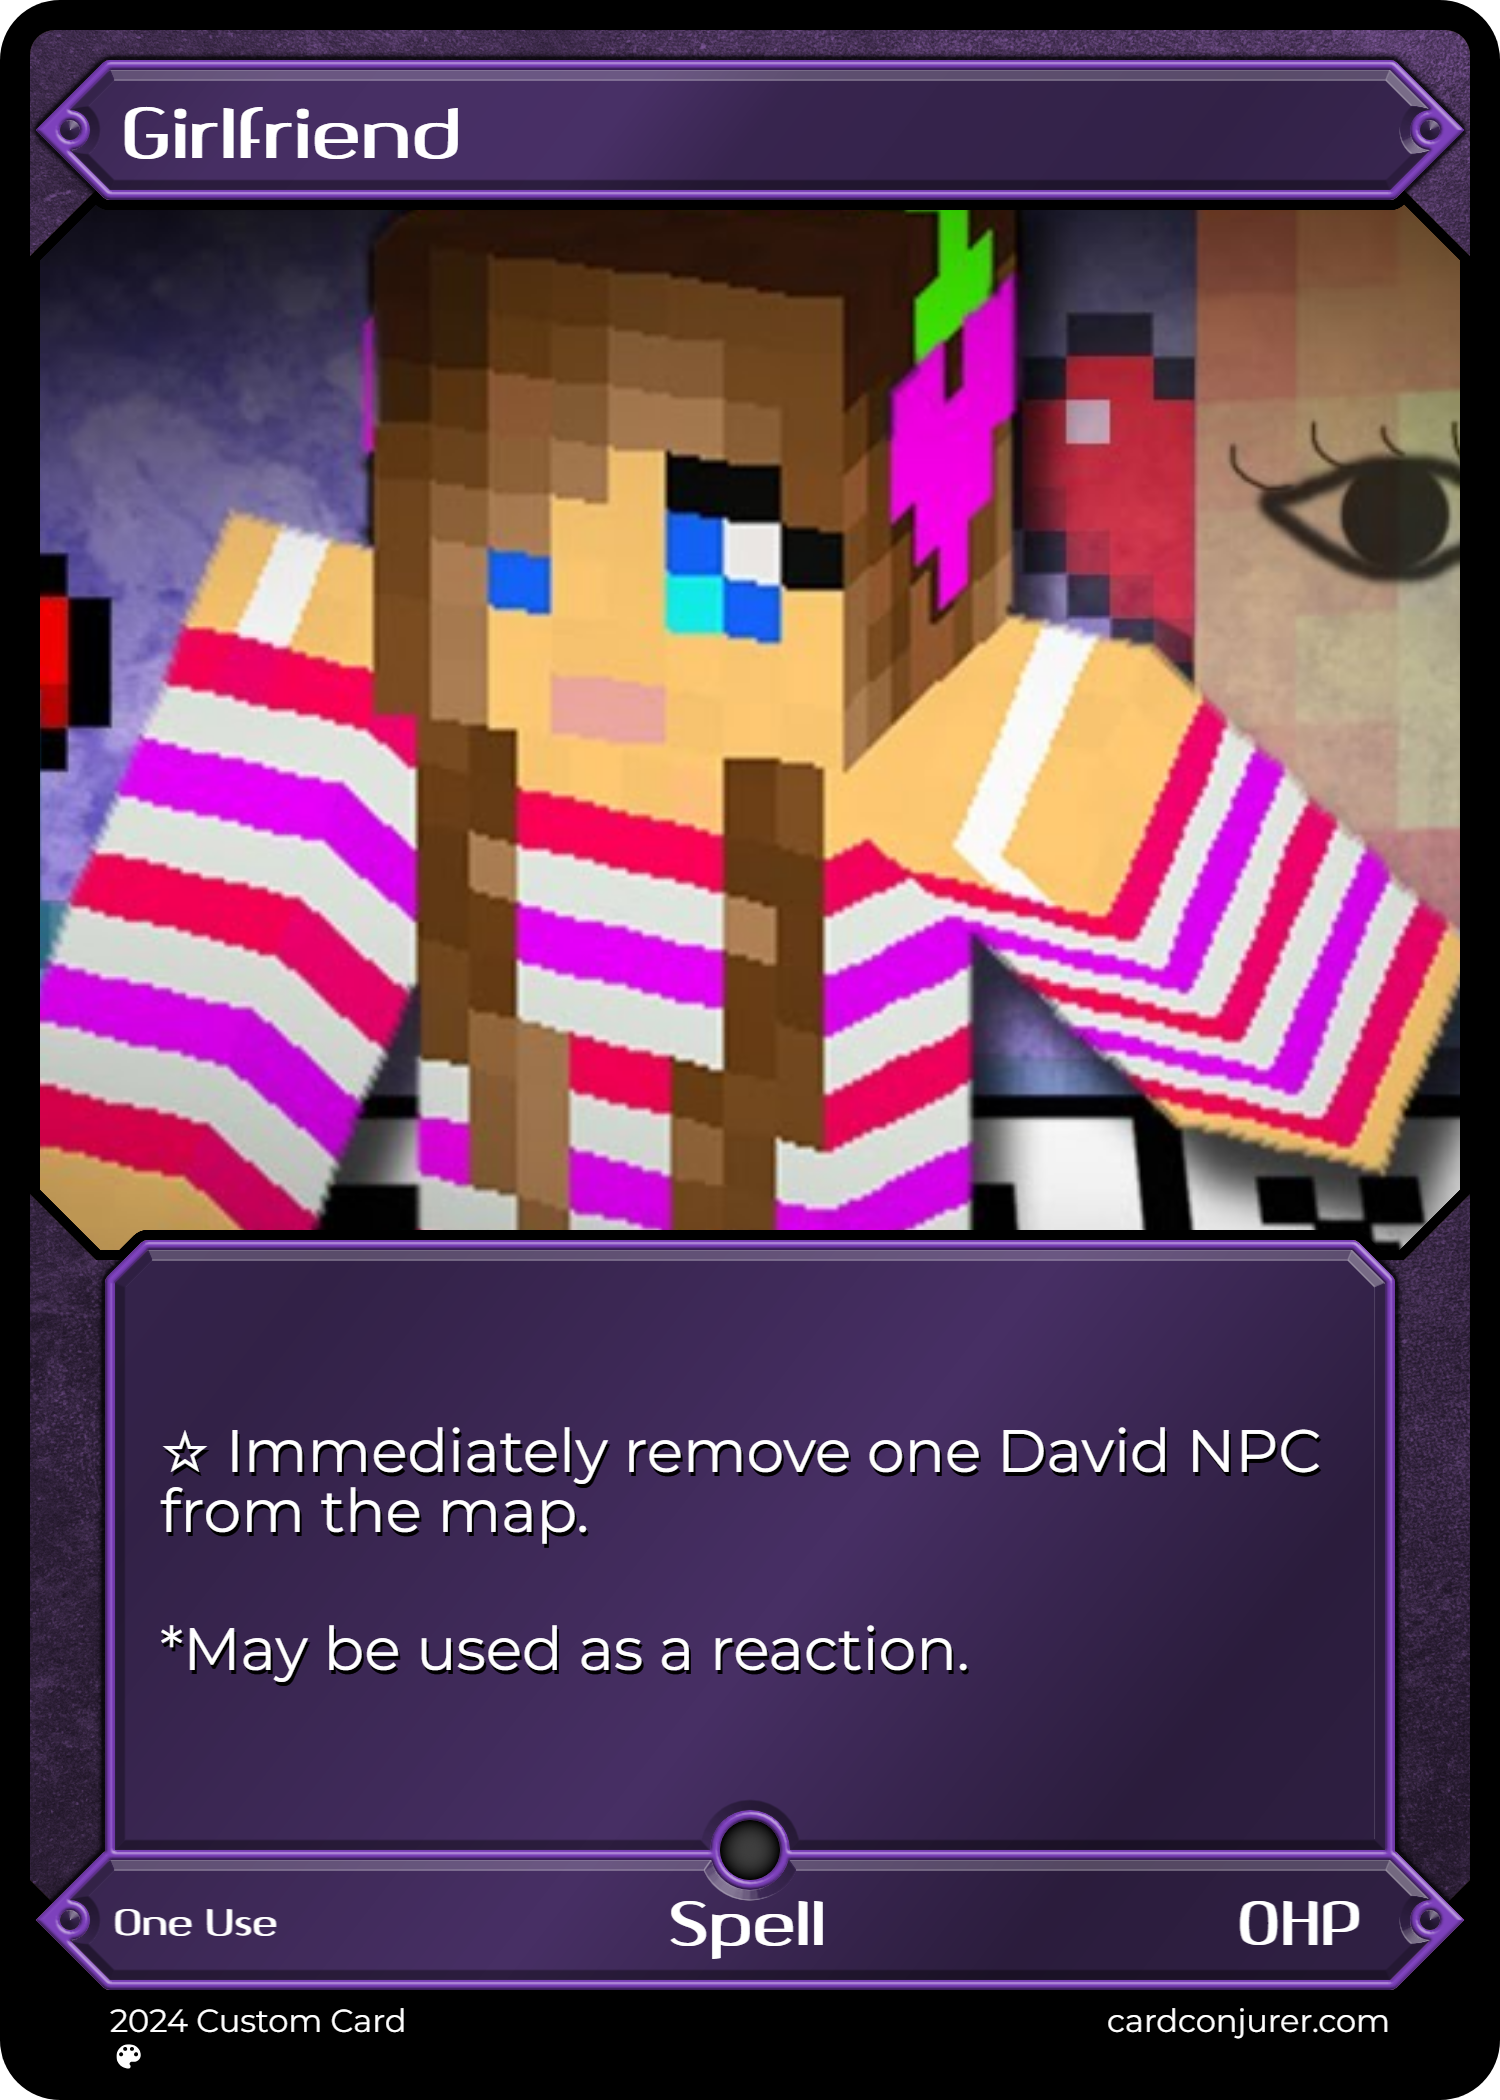 Girlfriend
☆ Immediately remove one David NPC
from the map.
*May be used as a reaction.
One Use
Spell
0HP
2024 Custom Card
cardconjurer.com